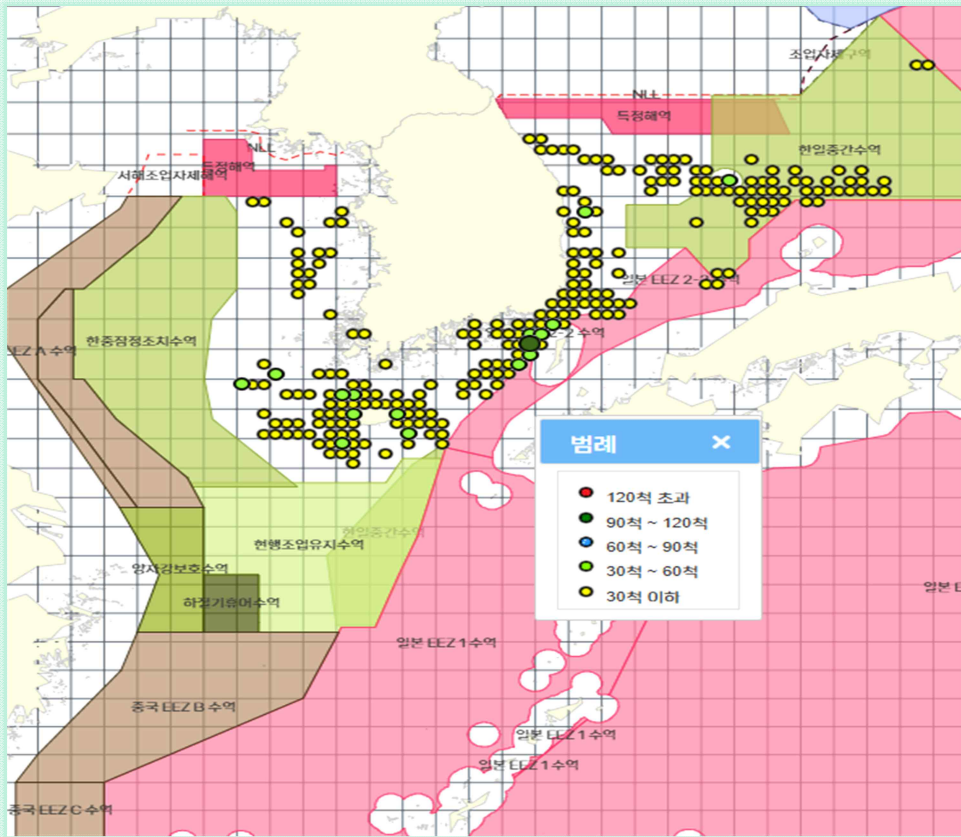 조업자제구역
NLL
특정해역
한일중간수역
NLL
특정해역
서해조업자제해역
일본 EEZ 2-
2-2 수역
한중잠정조치수역
EEZ A 수역
범례
120척 초과
90척 ~ 120척
60척 ~ 90척
30척 ~ 60척
30척 이하
한일중간수역
현행조업유지수역
양자강보호수역
하절기휴어수역
일본 E
일본 EEZ 1 수역
중국 EEZ B 수역
일본 EEZ 1 수역
일본 EEZ 1 수역
중국 EEZ C 수역